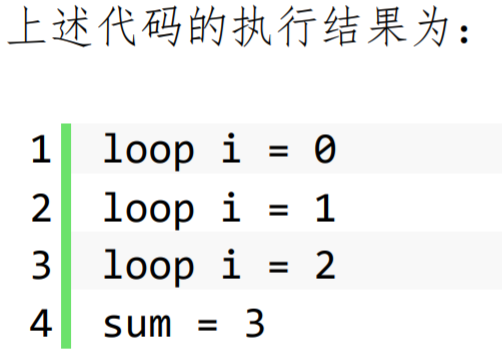 上述代码的执行结果为：
1 loop i = 0
2 loop i = 1
3 loop i = 2
4 sum = 3